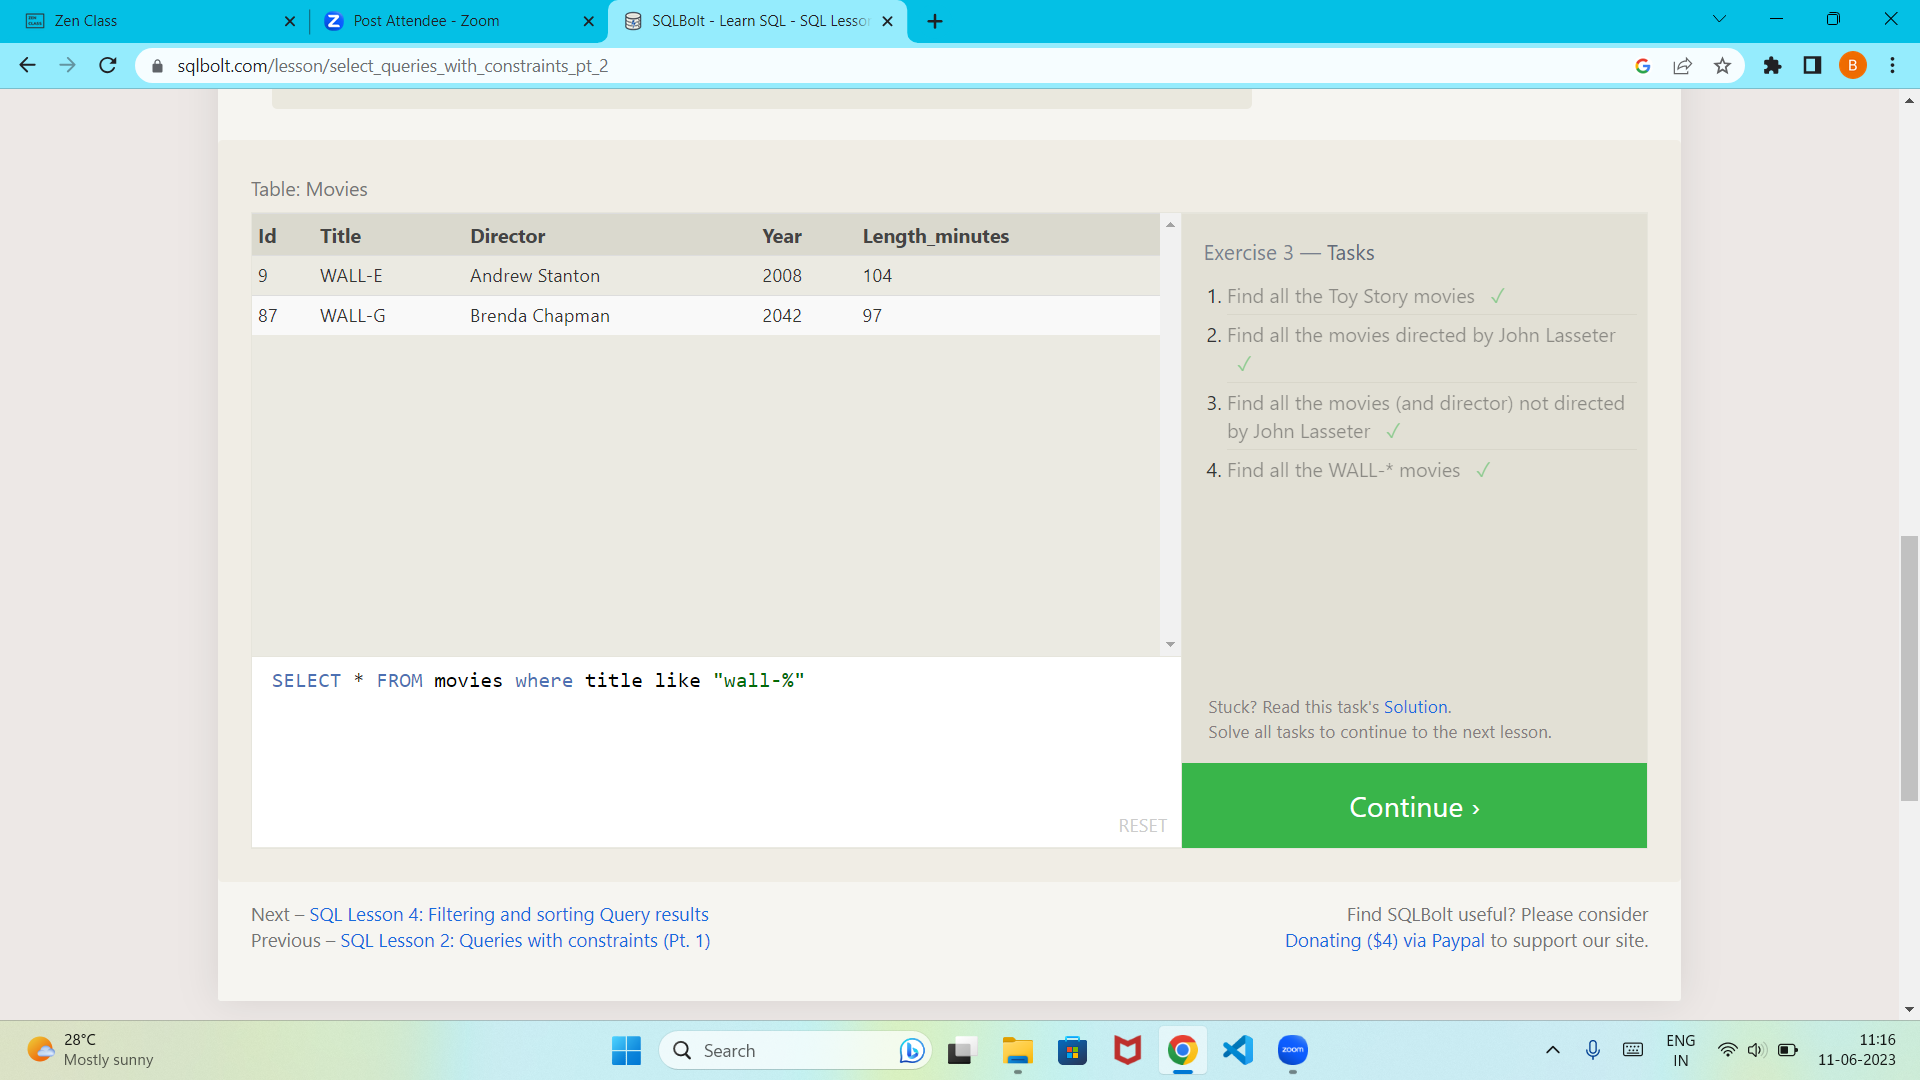 Zen Class
Post Attendee - Zoom
SQLBolt - Learn SQL - SQL Lesson
sqlbolt.com/lesson/select_queries_with_constraints_pt_2
B
Table: Movies
Id Title Director Year Length_minutes
9 WALL-E Andrew Stanton 2008 104
87 WALL-G Brenda Chapman 2042 97
SELECT * FROM movies where title like "wall-%"
RESET
Exercise 3 — Tasks
1. Find all the Toy Story movies ✓
2. Find all the movies directed by John Lasseter
✓
3. Find all the movies (and director) not directed
by John Lasseter ✓
4. Find all the WALL-* movies ✓
Stuck? Read this task's Solution.
Solve all tasks to continue to the next lesson.
Continue ›
Next – SQL Lesson 4: Filtering and sorting Query results
Previous – SQL Lesson 2: Queries with constraints (Pt. 1)
Find SQLBolt useful? Please consider
Donating ($4) via Paypal to support our site.
28°C
Mostly sunny
Search
zoom
ENG
IN
11:16
11-06-2023